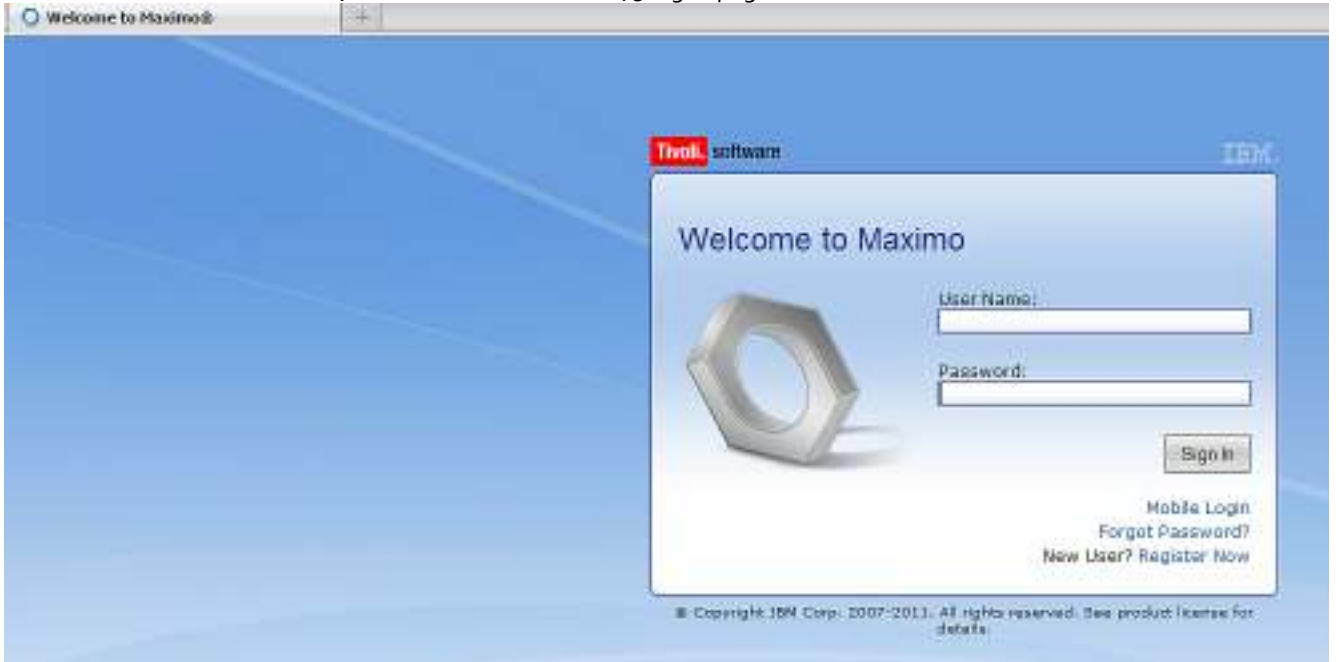 Welcome to Maximo®
+
Tivoli. software
IBM.
Welcome to Maximo
User Name:
Password:
Sign In
Mobile Login
Forgot Password?
New User? Register Now
© Copyright IBM Corp. 2007-2011. All rights reserved. See product license for
details.